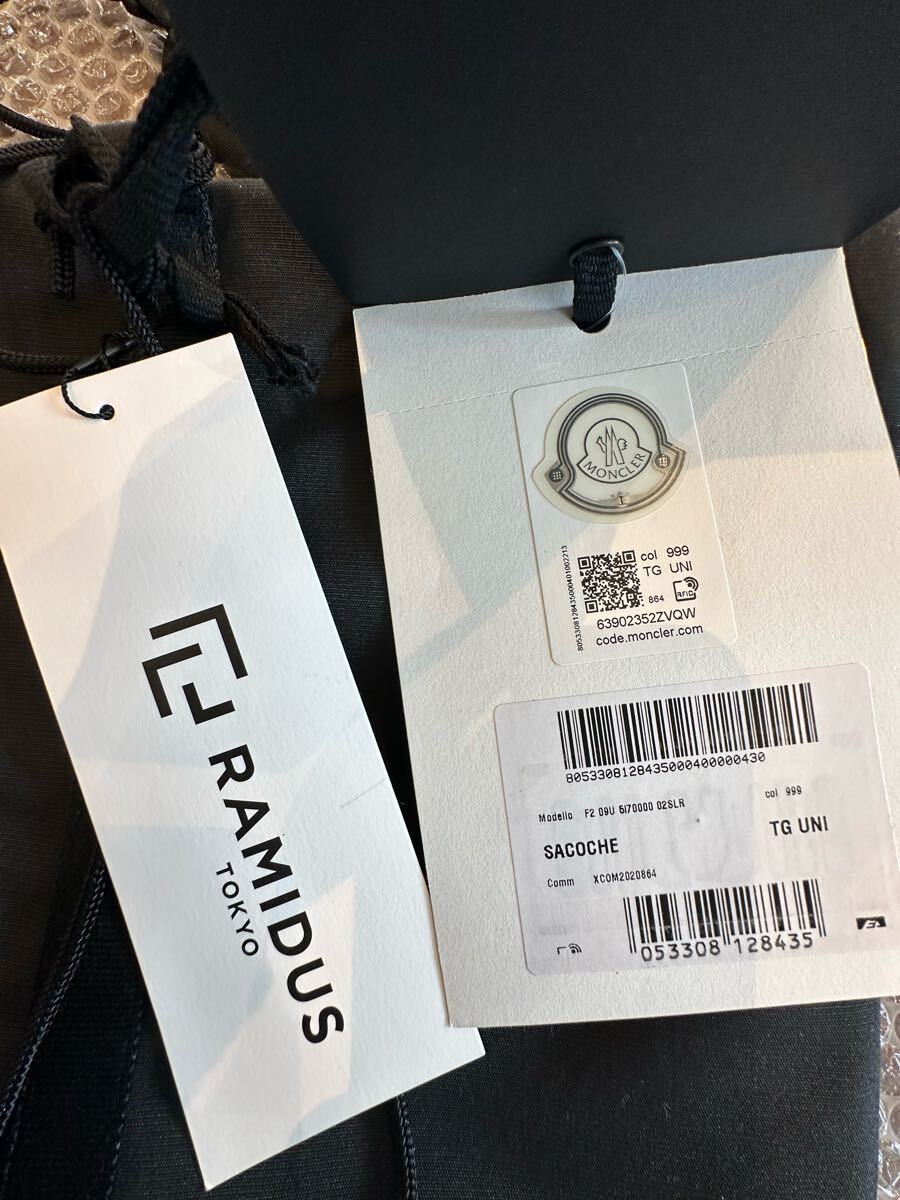 RAMIDUS
TOKYO
MONCLER
8053308128435000401002213
col 999
TG UNI
864 RFID
63902352ZVQW
code.moncler.com
8053308128435000400000430
Modello F2 09U 5I70000 02SLR
col 999
SACOCHE
TG UNI
Comm XCOM2020864
053308 128435